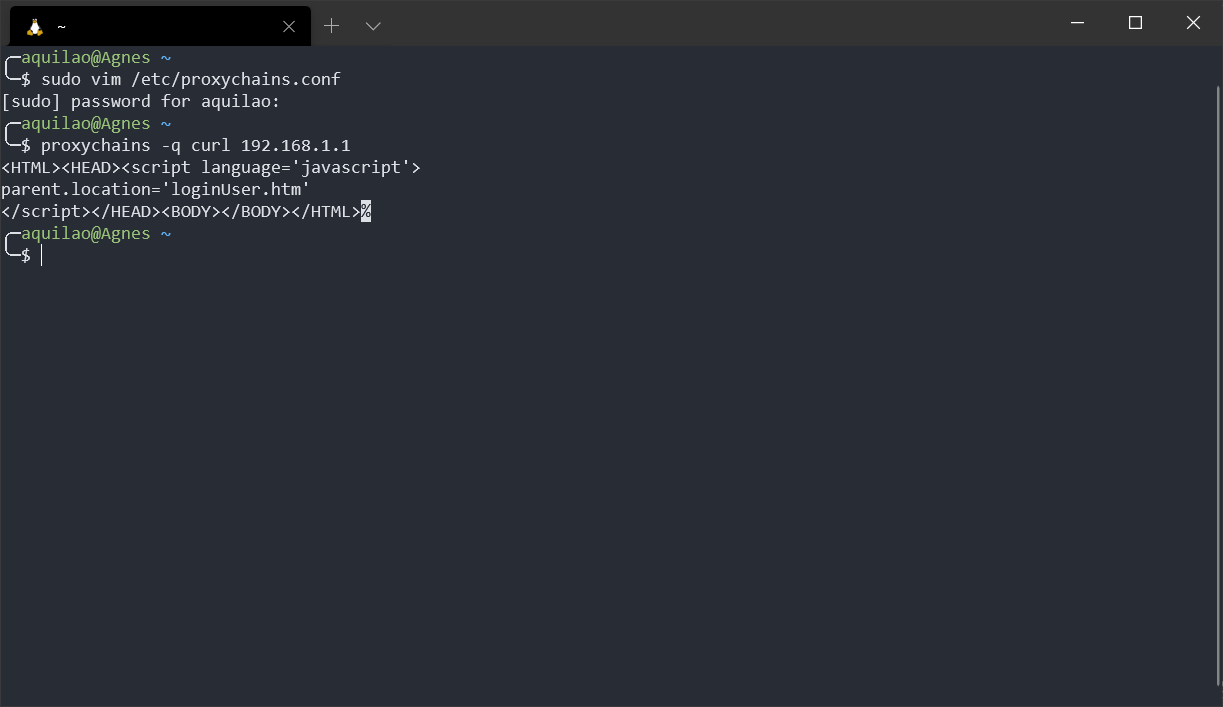 ~
aquilao@Agnes ~
$ sudo vim /etc/proxychains.conf
[sudo] password for aquilao:
aquilao@Agnes ~
$ proxychains -q curl 192.168.1.1
<HTML><HEAD><script language='javascript'>
parent.location='loginUser.htm'
</script></HEAD><BODY></BODY></HTML>%
aquilao@Agnes ~
$